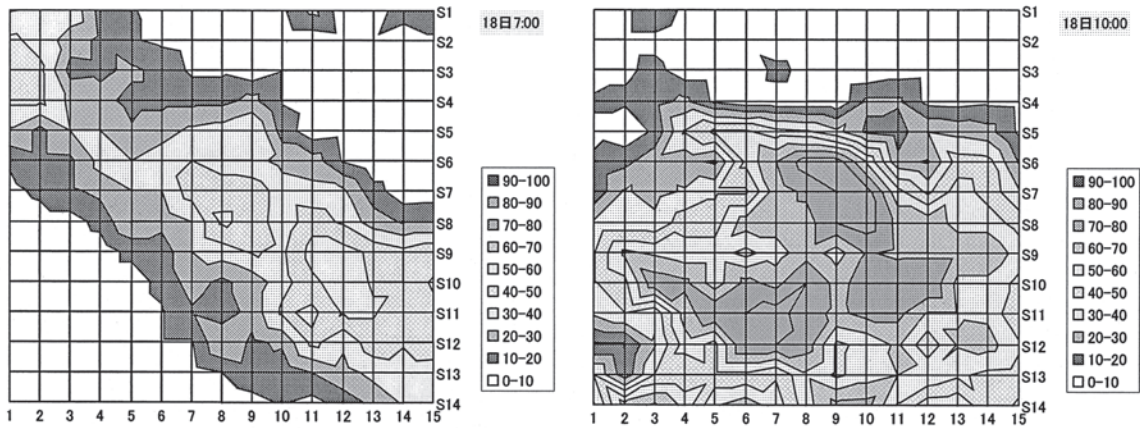 18日7:00
S1
S2
S3
S4
S5
S6
S7
S8
S9
S10
S11
S12
S13
S14
1 2 3 4 5 6 7 8 9 10 11 12 13 14 15
90-100
80-90
70-80
60-70
50-60
40-50
30-40
20-30
10-20
0-10
18日10:00
S1
S2
S3
S4
S5
S6
S7
S8
S9
S10
S11
S12
S13
S14
1 2 3 4 5 6 7 8 9 10 11 12 13 14 15
90-100
80-90
70-80
60-70
50-60
40-50
30-40
20-30
10-20
0-10